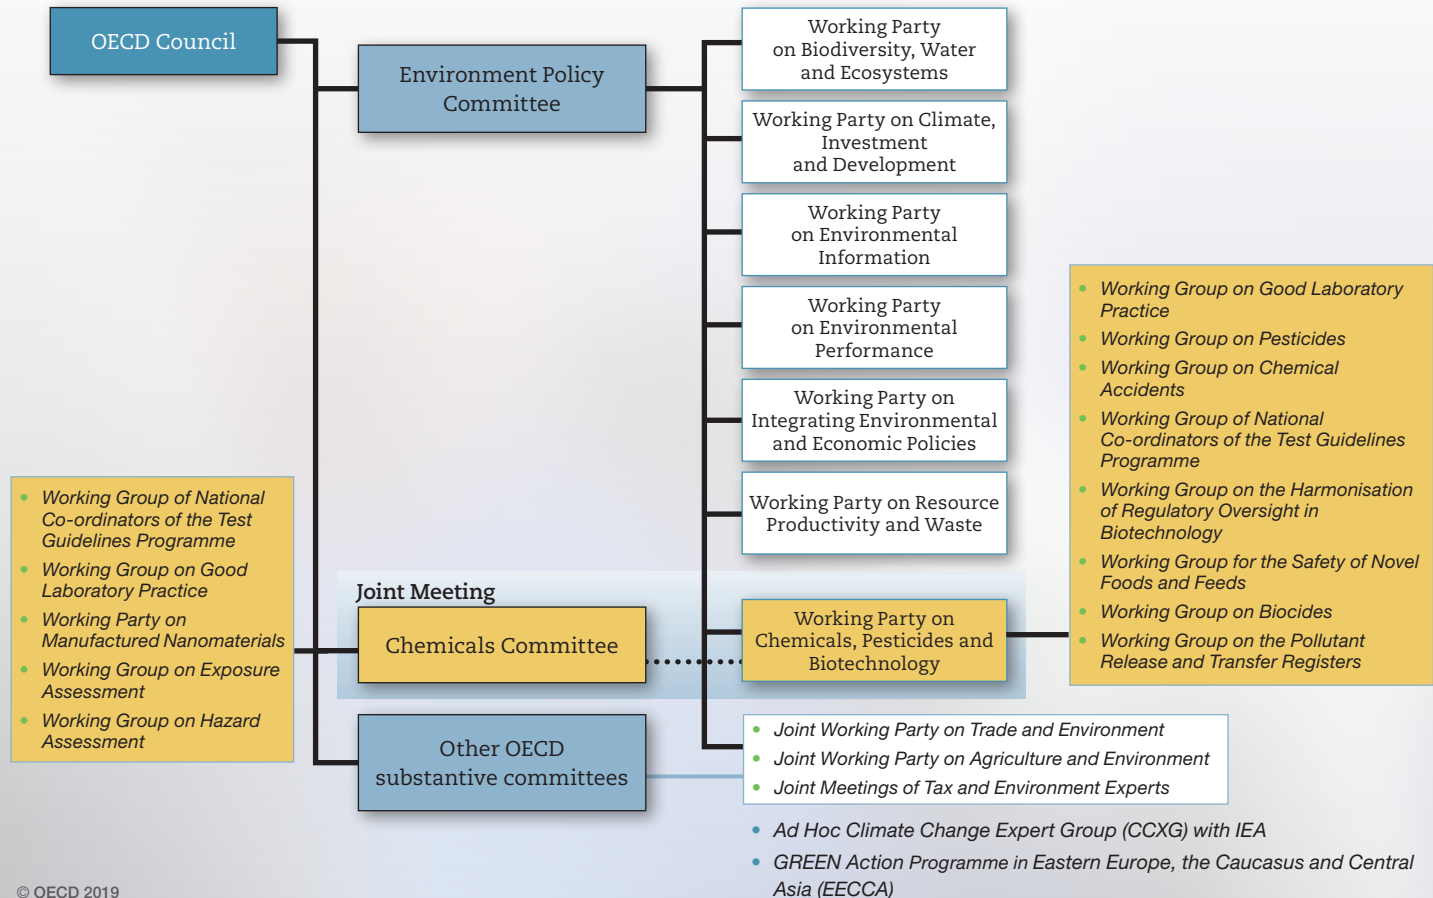 OECD Council
Environment Policy
Committee
Working Party
on Biodiversity, Water
and Ecosystems
Working Party on Climate,
Investment
and Development
Working Party
on Environmental
Information
Working Party
on Environmental
Performance
Working Party on
Integrating Environmental
and Economic Policies
Working Party on Resource
Productivity and Waste
Working Group of National
Co-ordinators of the Test
Guidelines Programme
Working Group on Good
Laboratory Practice
Working Party on
Manufactured Nanomaterials
Working Group on Exposure
Assessment
Working Group on Hazard
Assessment
Joint Meeting
Chemicals Committee
Working Party on
Chemicals, Pesticides and
Biotechnology
Working Group on Good Laboratory
Practice
Working Group on Pesticides
Working Group on Chemical
Accidents
Working Group of National
Co-ordinators of the Test Guidelines
Programme
Working Group on the Harmonisation
of Regulatory Oversight in
Biotechnology
Working Group for the Safety of Novel
Foods and Feeds
Working Group on Biocides
Working Group on the Pollutant
Release and Transfer Registers
Other OECD
substantive committees
Joint Working Party on Trade and Environment
Joint Working Party on Agriculture and Environment
Joint Meetings of Tax and Environment Experts
Ad Hoc Climate Change Expert Group (CCXG) with IEA
GREEN Action Programme in Eastern Europe, the Caucasus and Central
Asia (EECCA)
© OECD 2019